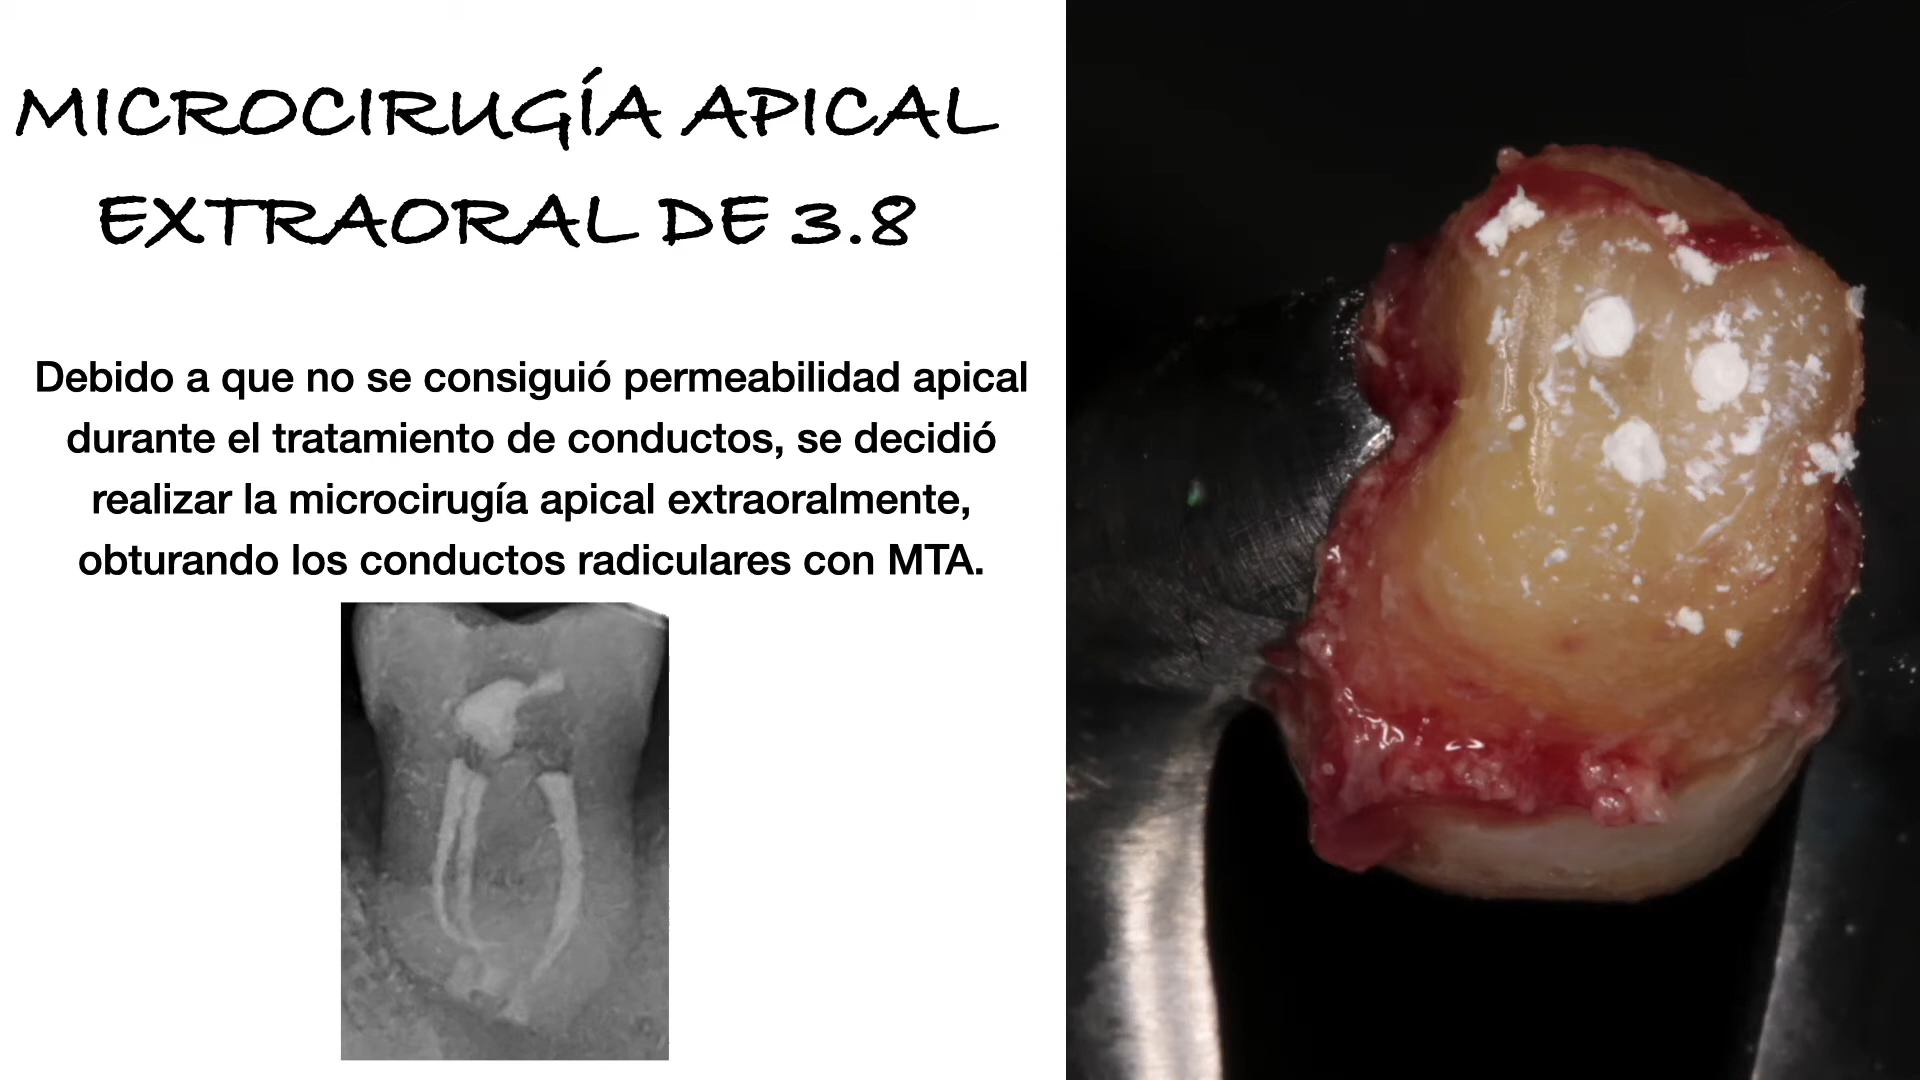 MICROCIRUGÍA APICAL
EXTRAORAL DE 3.8
Debido a que no se consiguió permeabilidad apical
durante el tratamiento de conductos, se decidió
realizar la microcirugía apical extraoralmente,
obturando los conductos radiculares con MTA.